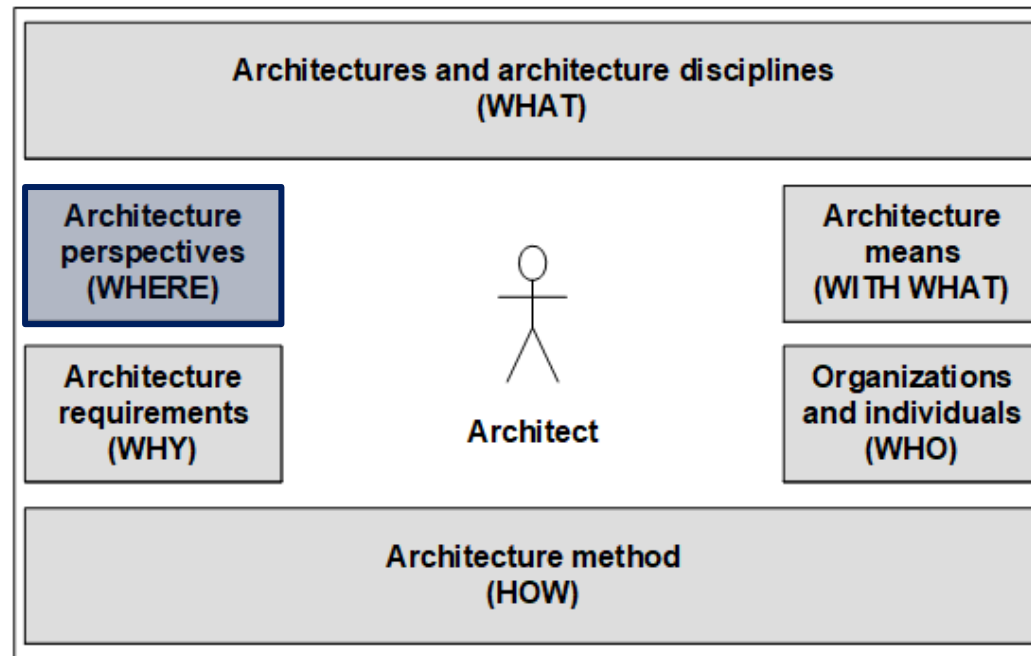 Architectures and architecture disciplines
(WHAT)
Architecture
perspectives
(WHERE)
Architecture
means
(WITH WHAT)
Architecture
requirements
(WHY)
Architect
Organizations
and individuals
(WHO)
Architecture method
(HOW)